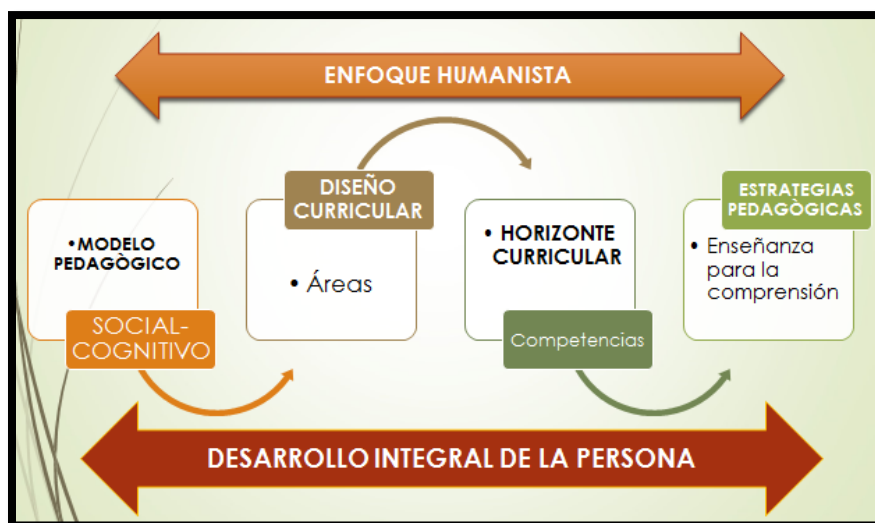 ENFOQUE HUMANISTA
•MODELO
PEDAGÒGICO
SOCIAL-
COGNITIVO
DISEÑO
CURRICULAR
• Áreas
• HORIZONTE
CURRICULAR
Competencias
ESTRATEGIAS
PEDAGÒGICAS
• Enseñanza
para la
comprensión
DESARROLLO INTEGRAL DE LA PERSONA